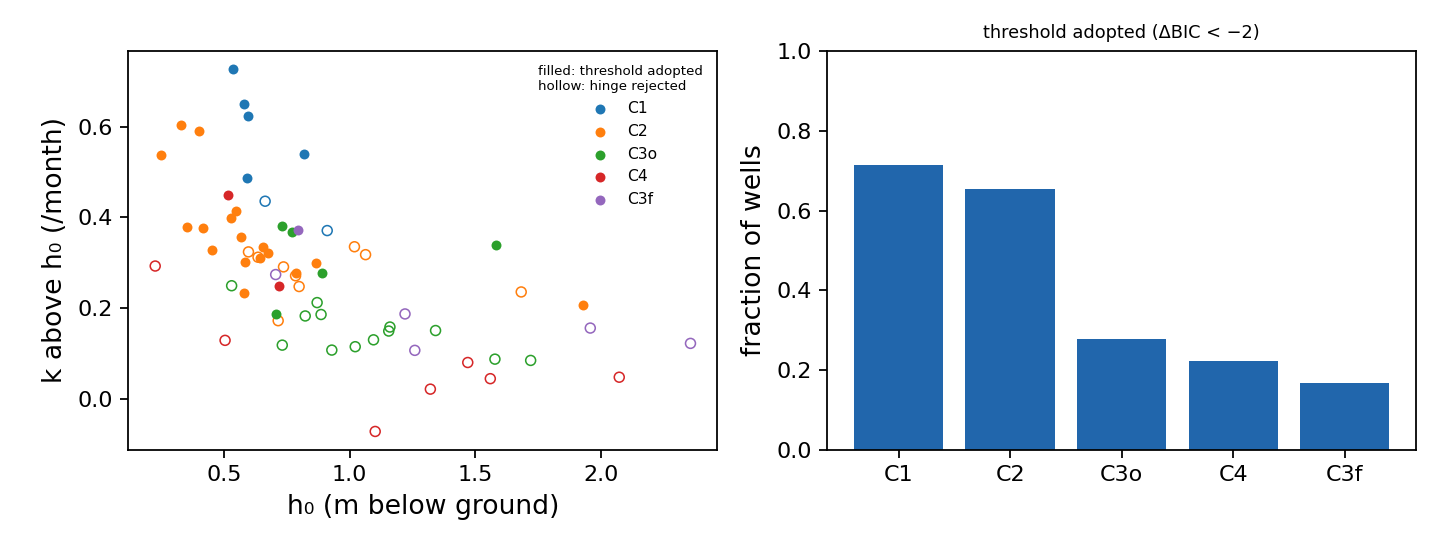 k above h₀ (/month)
0.6
0.4
0.2
0.0
0.5
1.0
1.5
2.0
h₀ (m below ground)
filled: threshold adopted
hollow: hinge rejected
C1
C2
C3o
C4
C3f
threshold adopted (ΔBIC < −2)
fraction of wells
1.0
0.8
0.6
0.4
0.2
0.0
C1
C2
C3o
C4
C3f